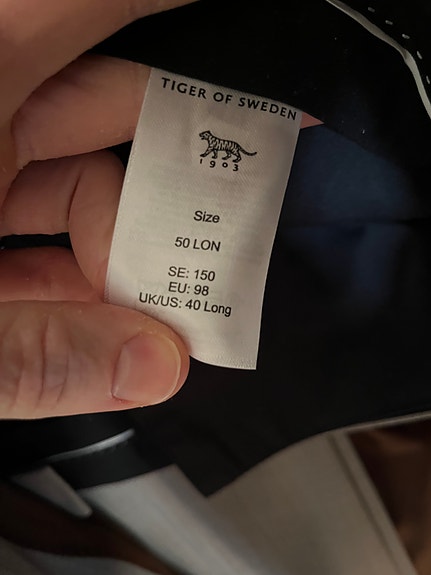 TIGER OF SWEDEN
1903
Size
50 LON
SE: 150
EU: 98
UK/US: 40 Long